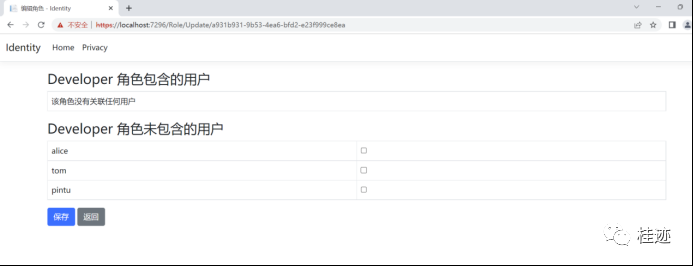 编辑角色 - Identity
不安全 | https://localhost:7296/Role/Update/a931b931-9b53-4ea6-bfd2-e23f999ce8ea
Identity Home Privacy
Developer 角色包含的用户
该角色没有关联任何用户
Developer 角色未包含的用户
alice
tom
pintu
保存 返回
桂迹